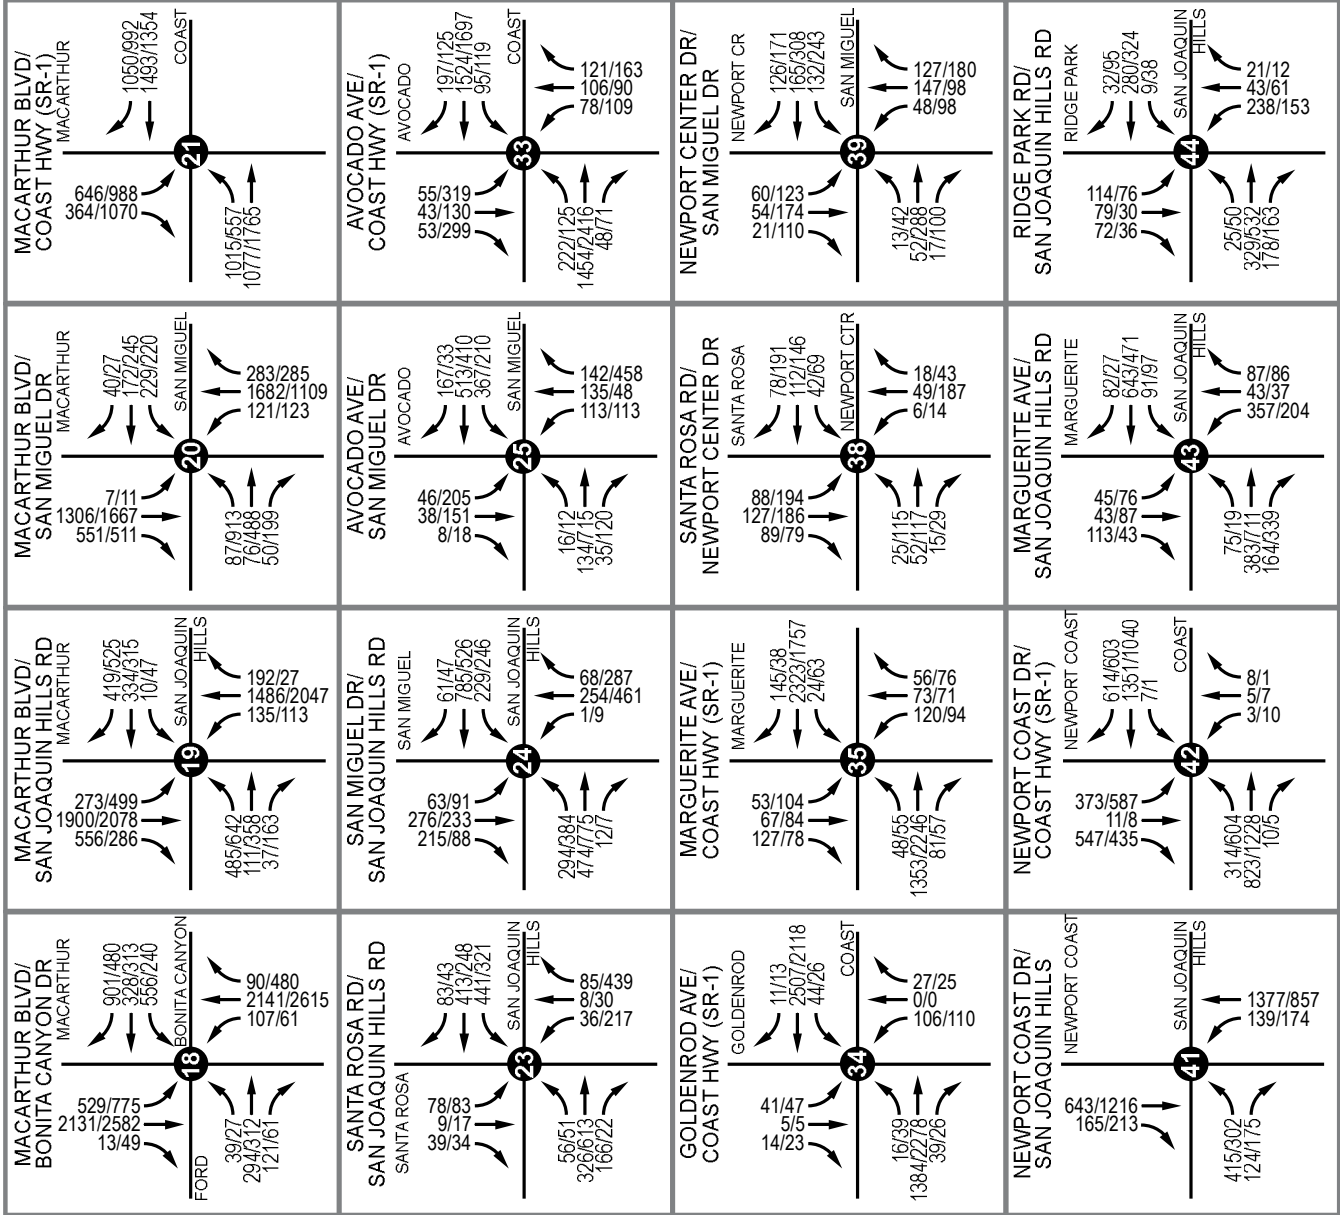 MACARTHUR BLVD/
COAST HWY (SR-1)
MACARTHUR
1050/992
1493/1354
COAST
21
646/988
364/1070
1015/557
1077/1765
AVOCADO AVE/
COAST HWY (SR-1)
AVOCADO
197/125
1524/1697
95/119
COAST
121/163
106/90
78/109
33
55/319
43/130
53/299
222/125
1454/2416
48/71
NEWPORT CENTER DR/
SAN MIGUEL DR
NEWPORT CR
126/171
165/308
132/243
SAN MIGUEL
127/180
147/98
48/98
39
60/123
54/174
21/110
13/42
52/288
17/100
RIDGE PARK RD/
SAN JOAQUIN HILLS RD
RIDGE PARK
32/95
280/324
9/38
SAN JOAQUIN
HILLS
21/12
43/61
238/153
44
114/76
79/30
72/36
25/50
329/532
178/163
MACARTHUR BLVD/
SAN MIGUEL DR
MACARTHUR
40/27
172/245
229/220
SAN MIGUEL
283/285
1682/1109
121/123
20
7/11
1306/1667
551/511
87/913
76/488
50/199
AVOCADO AVE/
SAN MIGUEL DR
AVOCADO
167/33
513/410
367/210
SAN MIGUEL
142/458
135/48
113/113
25
46/205
38/151
8/18
16/12
134/715
35/120
SANTA ROSA RD/
NEWPORT CENTER DR
SANTA ROSA
78/191
112/146
42/69
NEWPORT CTR
18/43
49/187
6/14
38
88/194
127/186
89/79
25/115
52/117
15/29
MARGUERITE AVE/
SAN JOAQUIN HILLS RD
MARGUERITE
82/27
643/471
91/97
SAN JOAQUIN
HILLS
87/86
43/37
357/204
43
45/76
43/87
113/43
75/19
383/711
164/339
MACARTHUR BLVD/
SAN JOAQUIN HILLS RD
MACARTHUR
419/525
334/315
10/47
SAN JOAQUIN
HILLS
192/27
1486/2047
135/113
19
273/499
1900/2078
556/286
485/642
111/358
37/163
SAN MIGUEL DR/
SAN JOAQUIN HILLS RD
SAN MIGUEL
61/47
785/526
229/246
SAN JOAQUIN
HILLS
68/287
254/461
1/9
24
63/91
276/233
215/88
294/384
474/775
12/7
MARGUERITE AVE/
COAST HWY (SR-1)
MARGUERITE
145/38
2323/1757
24/63
56/76
73/71
120/94
35
53/104
67/84
127/78
48/55
1353/2246
81/57
NEWPORT COAST DR/
COAST HWY (SR-1)
NEWPORT COAST
614/603
1351/1040
7/1
COAST
8/1
5/7
3/10
42
373/587
11/8
547/435
314/604
823/1228
10/5
MACARTHUR BLVD/
BONITA CANYON DR
MACARTHUR
901/480
328/313
556/240
BONITA CANYON
90/480
2141/2615
107/61
18
529/775
2131/2582
13/49
FORD
39/27
294/312
121/61
SANTA ROSA RD/
SAN JOAQUIN HILLS RD
SANTA ROSA
83/43
413/248
441/321
SAN JOAQUIN
HILLS
85/439
8/30
36/217
23
78/83
9/17
39/34
56/51
326/613
166/22
GOLDENROD AVE/
COAST HWY (SR-1)
GOLDENROD
11/13
2507/2118
44/26
COAST
27/25
0/0
106/110
34
41/47
5/5
14/23
16/39
1384/2278
39/26
NEWPORT COAST DR/
SAN JOAQUIN HILLS
NEWPORT COAST
SAN JOAQUIN
HILLS
1377/857
139/174
41
643/1216
165/213
415/302
124/175